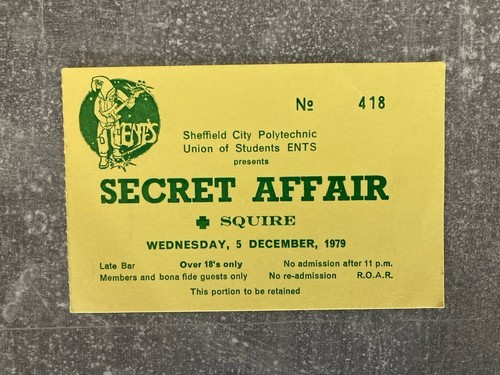 ENTS
No 418
Sheffield City Polytechnic
Union of Students ENTS
presents
SECRET AFFAIR
+ SQUIRE
WEDNESDAY, 5 DECEMBER, 1979
Late Bar Over 18's only No admission after 11 p.m.
Members and bona fide guests only No re-admission R.O.A.R.
This portion to be retained